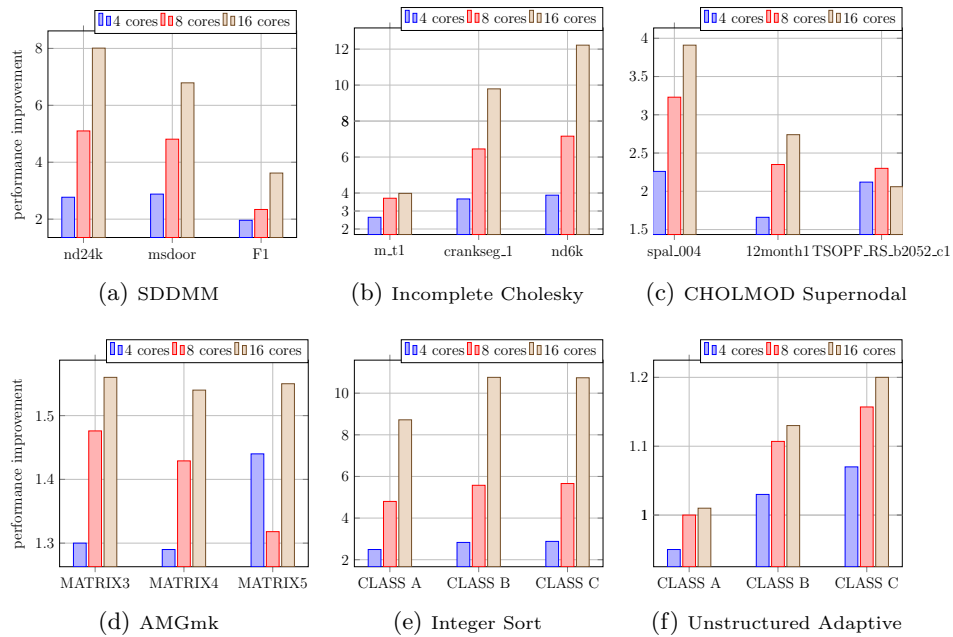 4 cores 8 cores 16 cores
4 cores 8 cores 16 cores
4 cores 8 cores 16 cores
performance improvement
8
6
4
2
nd24k msdoor F1
12
10
8
6
4
3
2
m_t1 crankseg_1 nd6k
4
3.5
3
2.5
2
1.5
spal_004 12month1 TSOPF_RS_b2052_c1
(a) SDDMM
(b) Incomplete Cholesky
(c) CHOLMOD Supernodal
4 cores 8 cores 16 cores
4 cores 8 cores 16 cores
4 cores 8 cores 16 cores
performance improvement
1.5
1.4
1.3
MATRIX3 MATRIX4 MATRIX5
10
8
6
4
2
CLASS A CLASS B CLASS C
1.2
1.1
1
CLASS A CLASS B CLASS C
(d) AMGmk
(e) Integer Sort
(f) Unstructured Adaptive